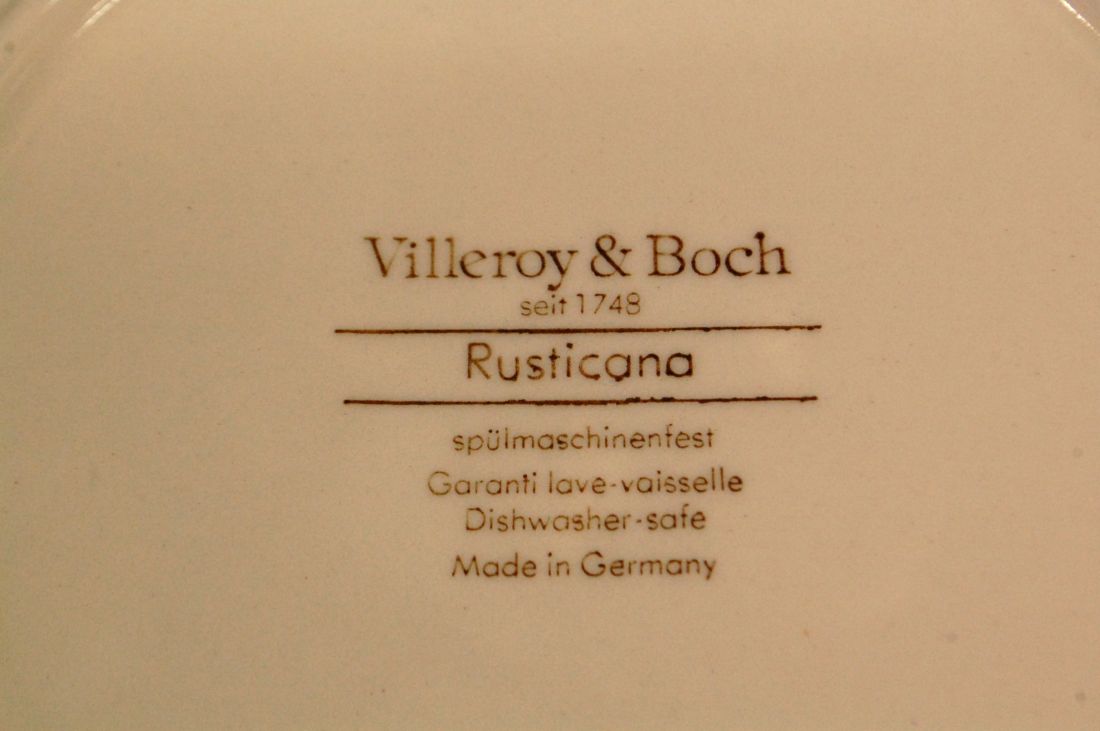 Villeroy & Boch
seit 1748
Rusticana
spülmaschinenfest
Garanti lave-vaisselle
Dishwasher-safe
Made in Germany